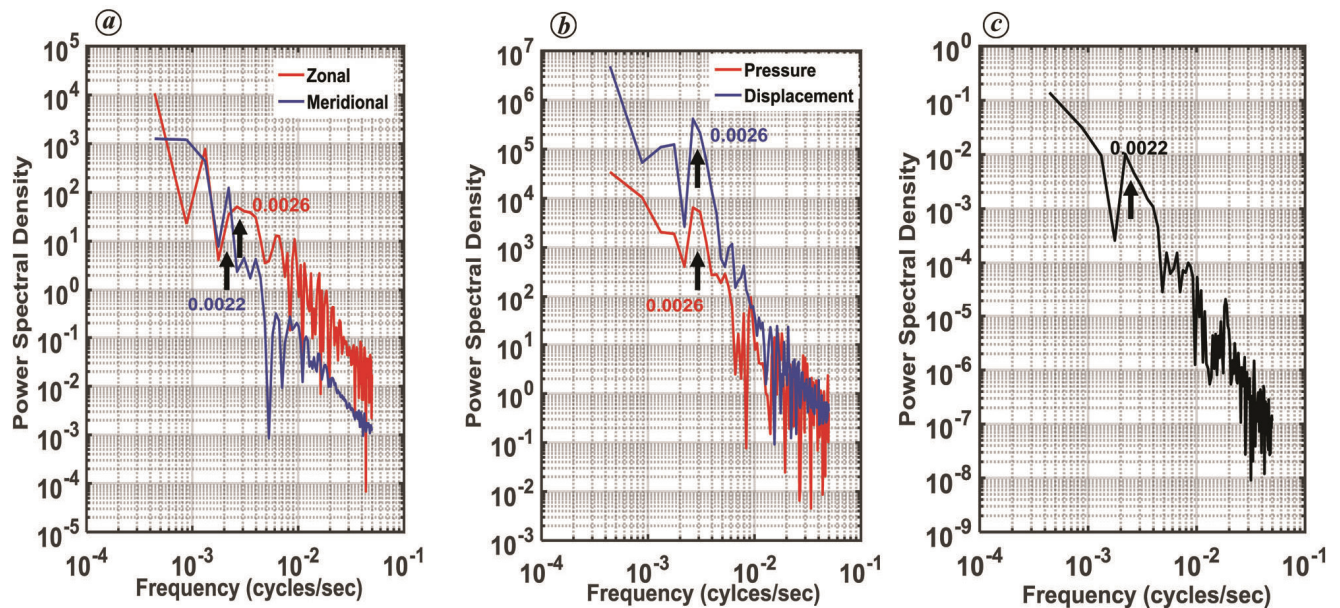 a
10^5
10^4
10^3
10^2
10^1
10^0
10^-1
10^-2
10^-3
10^-4
10^-5
Power Spectral Density
Zonal
Meridional
0.0026
0.0022
10^-4 10^-3 10^-2 10^-1
Frequency (cycles/sec)
b
10^7
10^6
10^5
10^4
10^3
10^2
10^1
10^0
10^-1
10^-2
10^-3
Power Spectral Density
Pressure
Displacement
0.0026
0.0026
10^-4 10^-3 10^-2 10^-1
Frequency (cylces/sec)
c
10^0
10^-1
10^-2
10^-3
10^-4
10^-5
10^-6
10^-7
10^-8
10^-9
Power Spectral Density
0.0022
10^-4 10^-3 10^-2 10^-1
Frequency (cycles/sec)